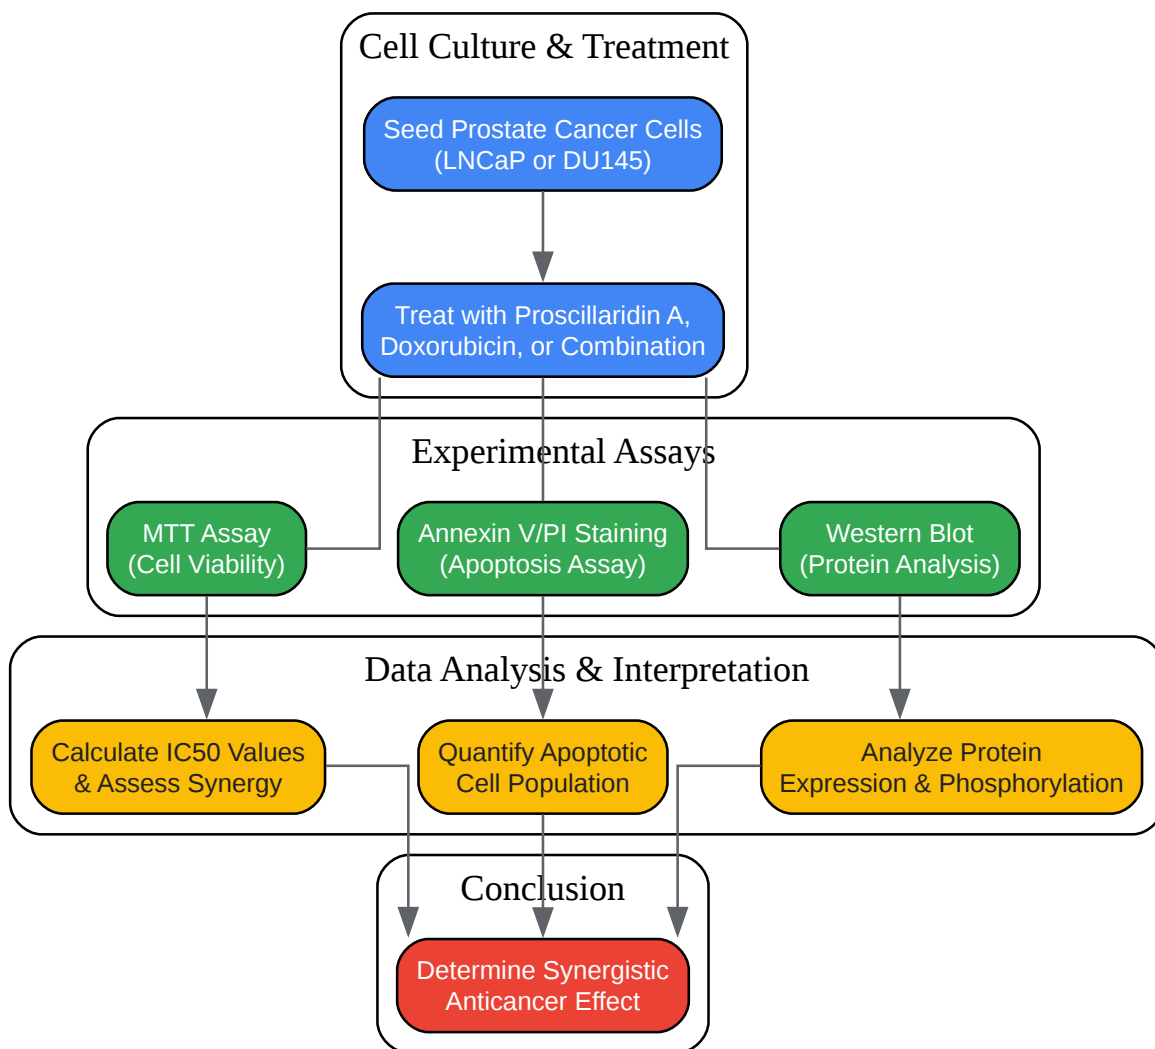 Cell Culture & Treatment
Seed Prostate Cancer Cells
(LNCaP or DU145)
Treat with Proscillaridin A,
Doxorubicin, or Combination
Experimental Assays
MTT Assay
(Cell Viability)
Annexin V/PI Staining
(Apoptosis Assay)
Western Blot
(Protein Analysis)
Data Analysis & Interpretation
Calculate IC50 Values
& Assess Synergy
Quantify Apoptotic
Cell Population
Analyze Protein
Expression & Phosphorylation
Conclusion
Determine Synergistic
Anticancer Effect